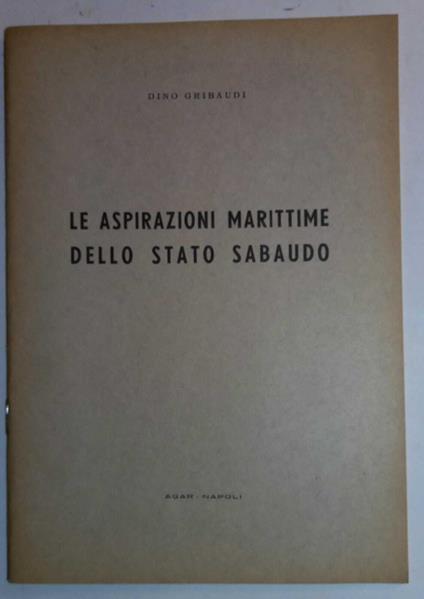 DINO GRIBAUDI
LE ASPIRAZIONI MARITTIME
DELLO STATO SABAUDO
AGAR - NAPOLI